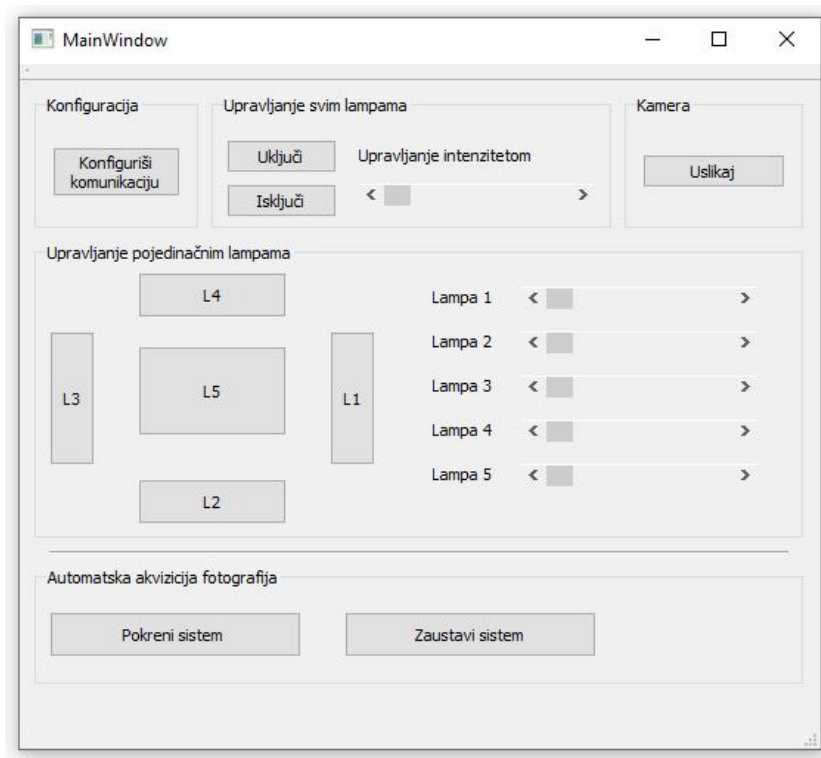 MainWindow
Konfiguracija
Konfiguriši
komunikaciju
Upravljanje svim lampama
Uključi
Isključi
Upravljanje intenzitetom
Kamera
Uslikaj
Upravljanje pojedinačnim lampama
L4
L3
L5
L1
L2
Lampa 1
Lampa 2
Lampa 3
Lampa 4
Lampa 5
Automatska akvizicija fotografija
Pokreni sistem
Zaustavi sistem